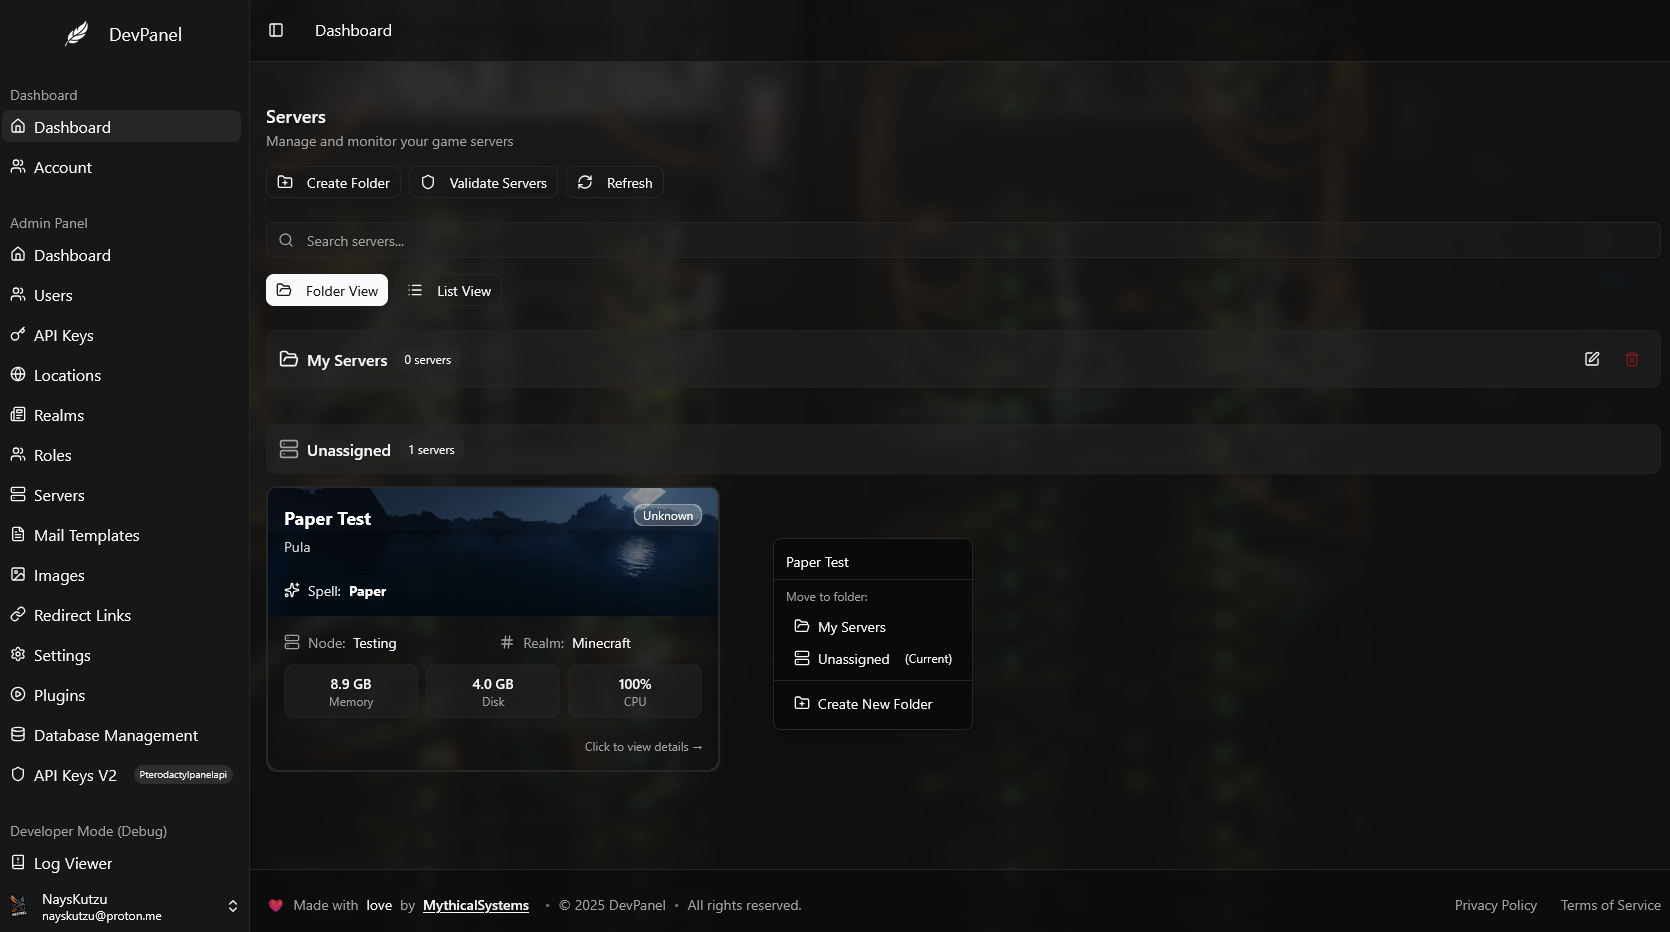 DevPanel
Dashboard
Dashboard
Account
Admin Panel
Dashboard
Users
API Keys
Locations
Realms
Roles
Servers
Mail Templates
Images
Redirect Links
Settings
Plugins
Database Management
API Keys V2 Pterodactylpanelapi
Developer Mode (Debug)
Log Viewer
NaysKutzu
nayskutzu@proton.me
Dashboard
Servers
Manage and monitor your game servers
Create Folder Validate Servers Refresh
Search servers...
Folder View List View
My Servers 0 servers
Unassigned 1 servers
Paper Test Unknown
Pula
Spell: Paper
Node: Testing # Realm: Minecraft
8.9 GB 4.0 GB 100%
Memory Disk CPU
Click to view details →
Paper Test
Move to folder:
My Servers
Unassigned (Current)
Create New Folder
Made with love by MythicalSystems • © 2025 DevPanel • All rights reserved.
Privacy Policy Terms of Service